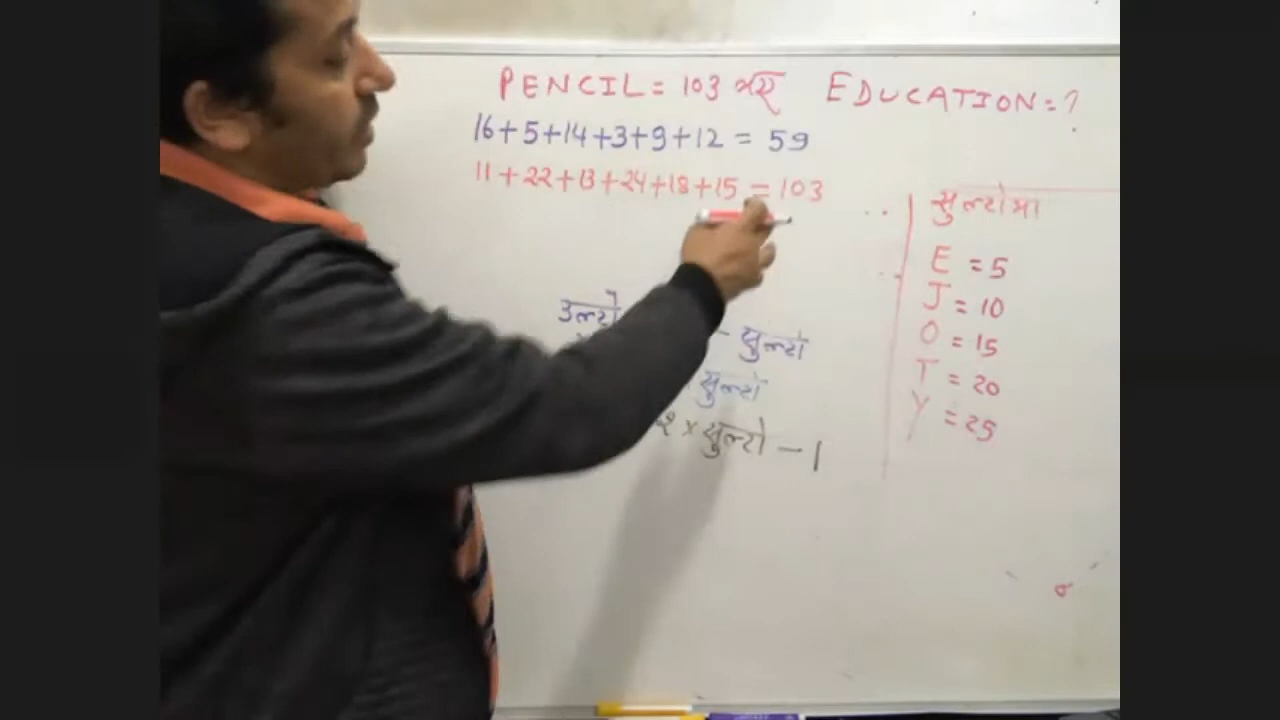 PENCIL = 103 भए EDUCATION = ?
16+5+14+3+9+12 = 59
11+22+13+24+18+15 = 103
सुल्टोमा
E = 5
J = 10
O = 15
T = 20
Y = 25
उल्टो - सुल्टो
सुल्टो
२ × सुल्टो - 1